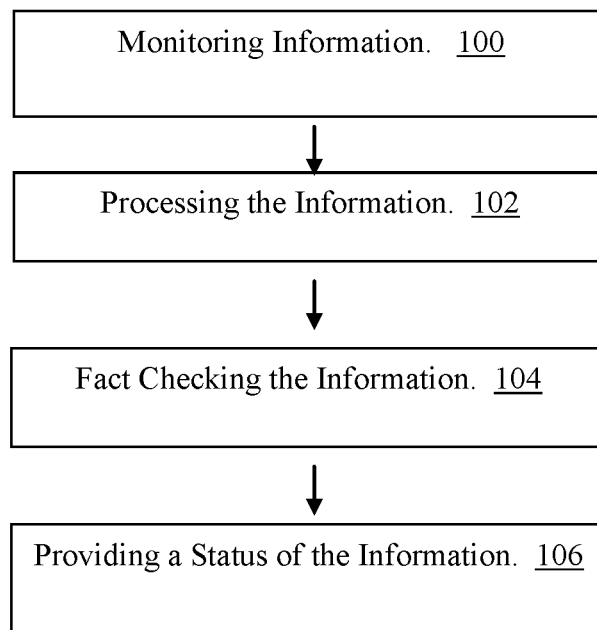 Monitoring Information. 100
Processing the Information. 102
Fact Checking the Information. 104
Providing a Status of the Information. 106